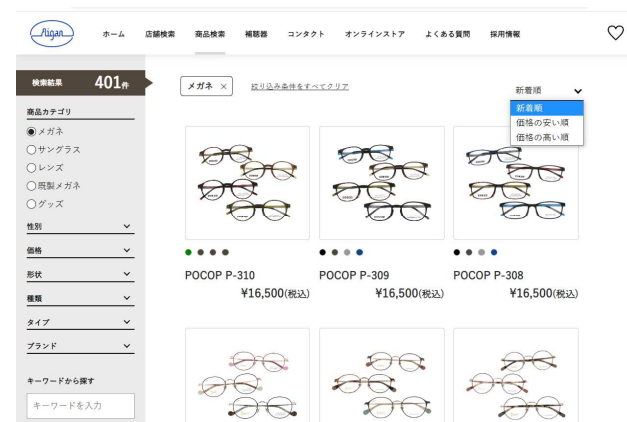 Aigan
ホーム 店舗検索 商品検索 補聴器 コンタクト オンラインストア よくある質問 採用情報
検索結果 401件
メガネ × 絞り込み条件をすべてクリア
新着順
新着順
価格の安い順
価格の高い順
商品カテゴリ
メガネ
サングラス
レンズ
既製メガネ
グッズ
性別
価格
形状
種類
タイプ
ブランド
キーワードから探す
キーワードを入力
POCOP P-310
¥16,500(税込)
POCOP P-309
¥16,500(税込)
POCOP P-308
¥16,500(税込)